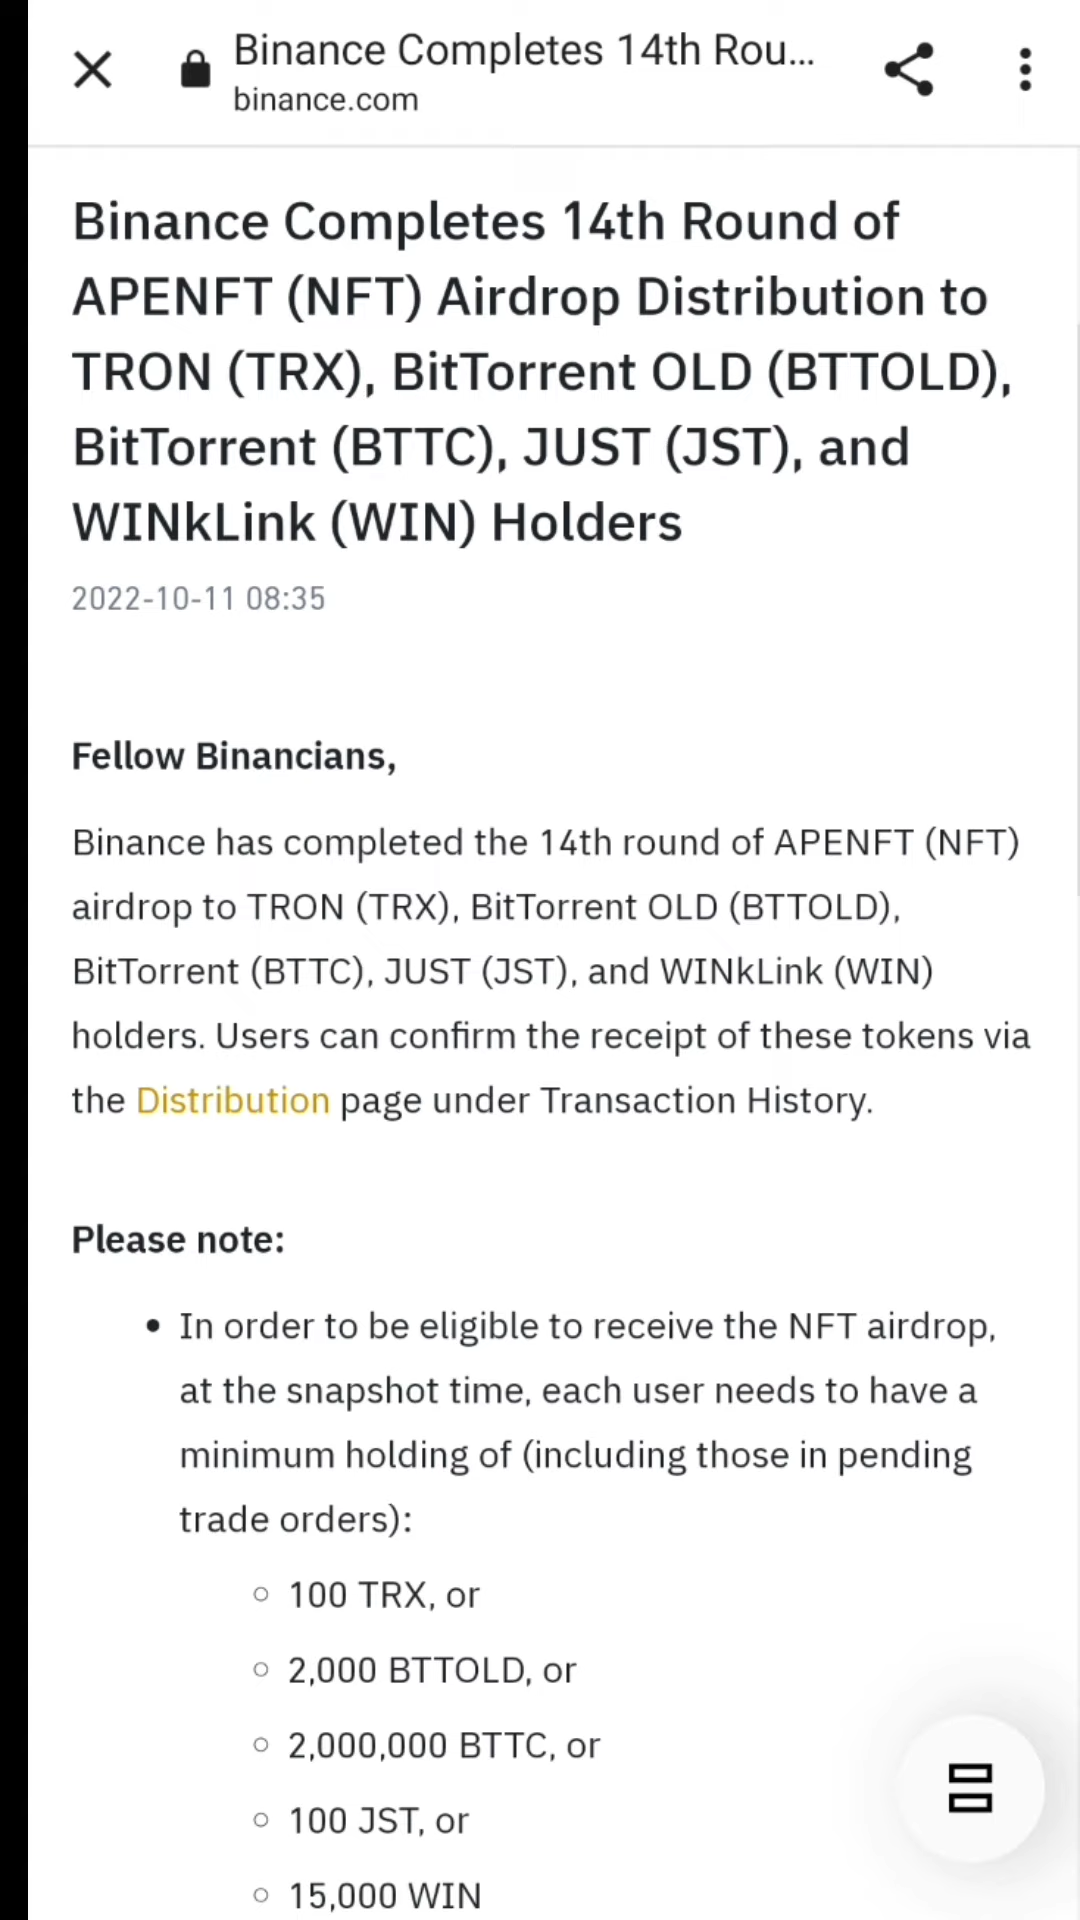 Binance Completes 14th Rou...
binance.com
Binance Completes 14th Round of
APENFT (NFT) Airdrop Distribution to
TRON (TRX), BitTorrent OLD (BTTOLD),
BitTorrent (BTTC), JUST (JST), and
WINkLink (WIN) Holders
2022-10-11 08:35
Fellow Binancians,
Binance has completed the 14th round of APENFT (NFT)
airdrop to TRON (TRX), BitTorrent OLD (BTTOLD),
BitTorrent (BTTC), JUST (JST), and WINkLink (WIN)
holders. Users can confirm the receipt of these tokens via
the Distribution page under Transaction History.
Please note:
• In order to be eligible to receive the NFT airdrop,
at the snapshot time, each user needs to have a
minimum holding of (including those in pending
trade orders):
○ 100 TRX, or
○ 2,000 BTTOLD, or
○ 2,000,000 BTTC, or
○ 100 JST, or
○ 15,000 WIN